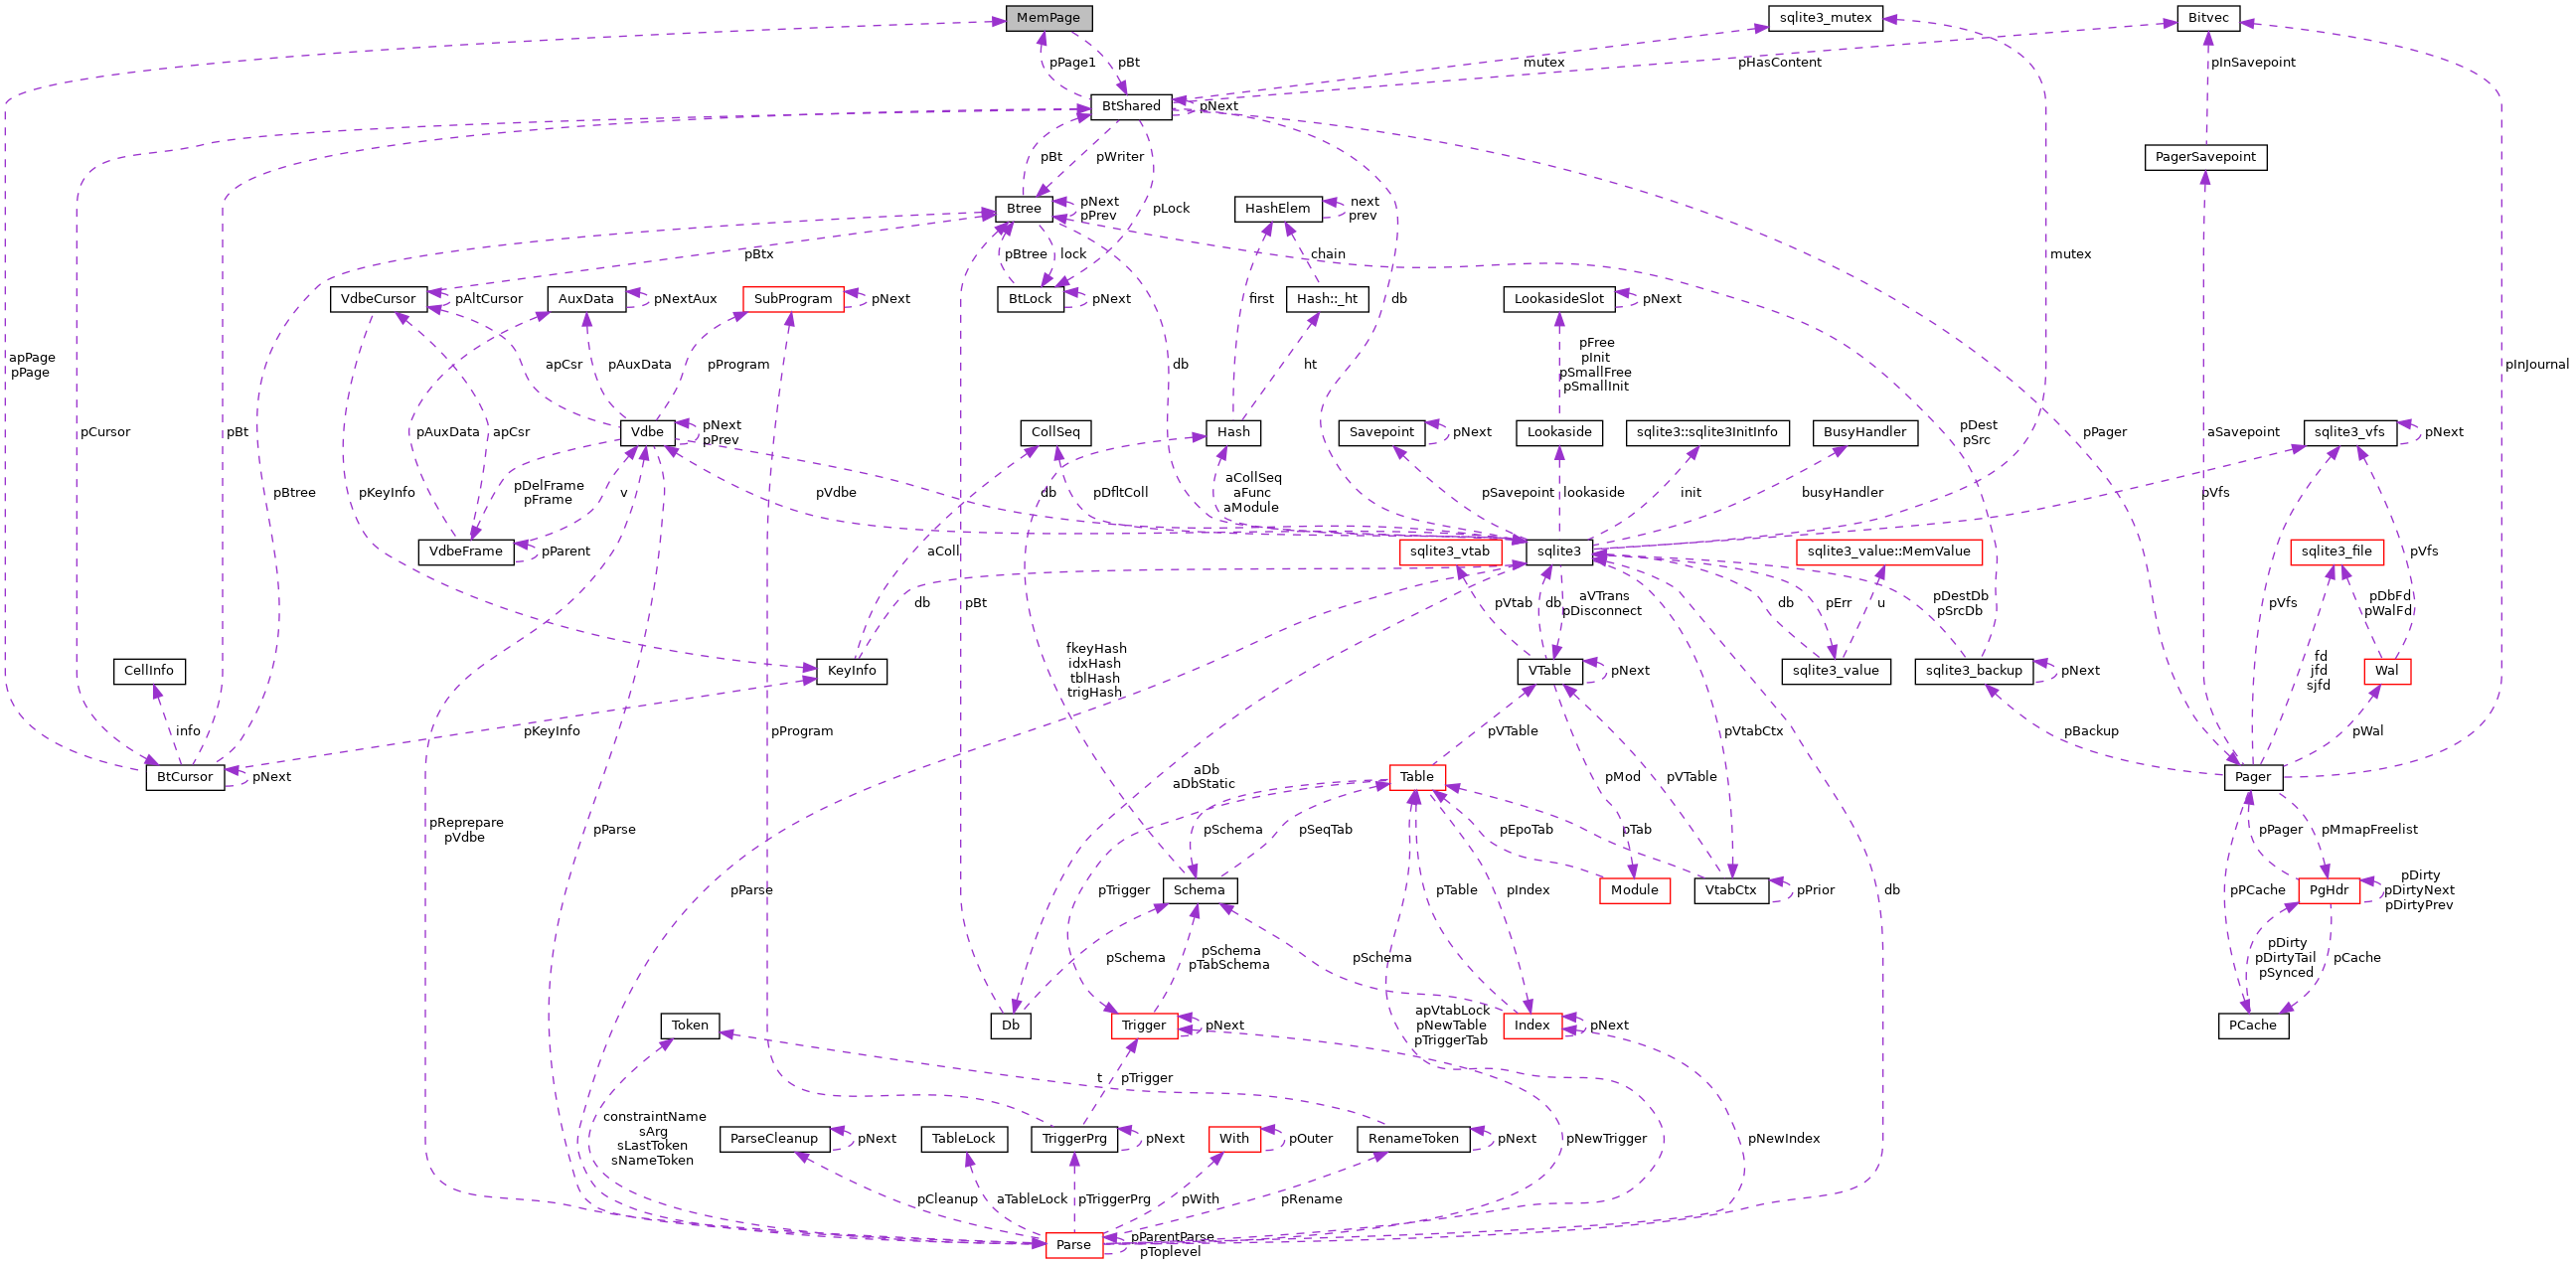 MemPage
sqlite3_mutex
Bitvec
pPage1
pBt
mutex
pHasContent
pInSavepoint
BtShared
pNext
pBt
pWriter
PagerSavepoint
Btree
pNext
pPrev
pLock
HashElem
next
prev
pBtx
pBtree
lock
chain
mutex
VdbeCursor
pAltCursor
AuxData
pNextAux
SubProgram
pNext
BtLock
pNext
first
Hash::_ht
db
LookasideSlot
pNext
apPage
pPage
apCsr
pAuxData
pProgram
db
ht
pFree
pInit
pSmallFree
pSmallInit
pInJournal
pCursor
pBt
pAuxData
apCsr
Vdbe
pNext
pPrev
CollSeq
Hash
Savepoint
pNext
Lookaside
sqlite3::sqlite3InitInfo
BusyHandler
pDest
pSrc
pPager
aSavepoint
sqlite3_vfs
pNext
pBtree
pKeyInfo
pDelFrame
pFrame
v
pVdbe
db
pDfltColl
aCollSeq
aFunc
aModule
pSavepoint
lookaside
init
busyHandler
pVfs
VdbeFrame
pParent
aColl
sqlite3_vtab
sqlite3
sqlite3_value::MemValue
sqlite3_file
pVfs
db
pBt
pVtab
db
aVTrans
pDisconnect
db
pErr
u
pDestDb
pSrcDb
pVfs
pDbFd
pWalFd
CellInfo
KeyInfo
fkeyHash
idxHash
tblHash
trigHash
VTable
pNext
sqlite3_value
sqlite3_backup
pNext
fd
jfd
sjfd
Wal
info
pKeyInfo
pProgram
pVTable
pVtabCtx
pBackup
pWal
BtCursor
pNext
aDb
aDbStatic
Table
pMod
pVTable
Pager
pReprepare
pVdbe
pParse
pSchema
pSeqTab
pEpoTab
pTab
pPager
pMmapFreelist
pParse
pTrigger
Schema
pTable
pIndex
Module
VtabCtx
pPrior
db
pPCache
PgHdr
pDirty
pDirtyNext
pDirtyPrev
pSchema
pSchema
pTabSchema
pSchema
pDirty
pDirtyTail
pSynced
pCache
Token
Db
Trigger
pNext
apVtabLock
pNewTable
pTriggerTab
Index
pNext
PCache
t
pTrigger
constraintName
sArg
sLastToken
sNameToken
ParseCleanup
pNext
TableLock
TriggerPrg
pNext
With
pOuter
RenameToken
pNext
pNewTrigger
pNewIndex
pCleanup
aTableLock
pTriggerPrg
pWith
pRename
Parse
pParentParse
pToplevel